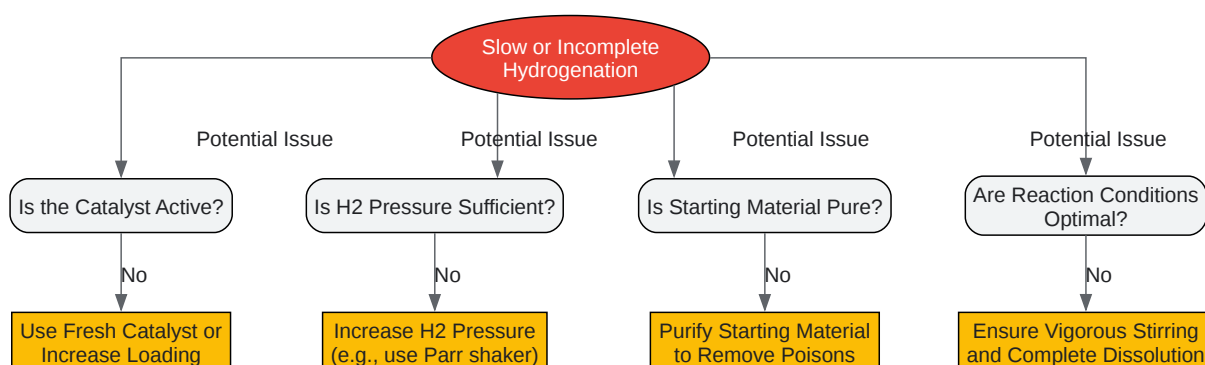 Slow or Incomplete
Hydrogenation
Potential Issue
Potential Issue
Potential Issue
Potential Issue
Is the Catalyst Active?
Is H2 Pressure Sufficient?
Is Starting Material Pure?
Are Reaction Conditions
Optimal?
No
No
No
No
Use Fresh Catalyst or
Increase Loading
Increase H2 Pressure
(e.g., use Parr shaker)
Purify Starting Material
to Remove Poisons
Ensure Vigorous Stirring
and Complete Dissolution